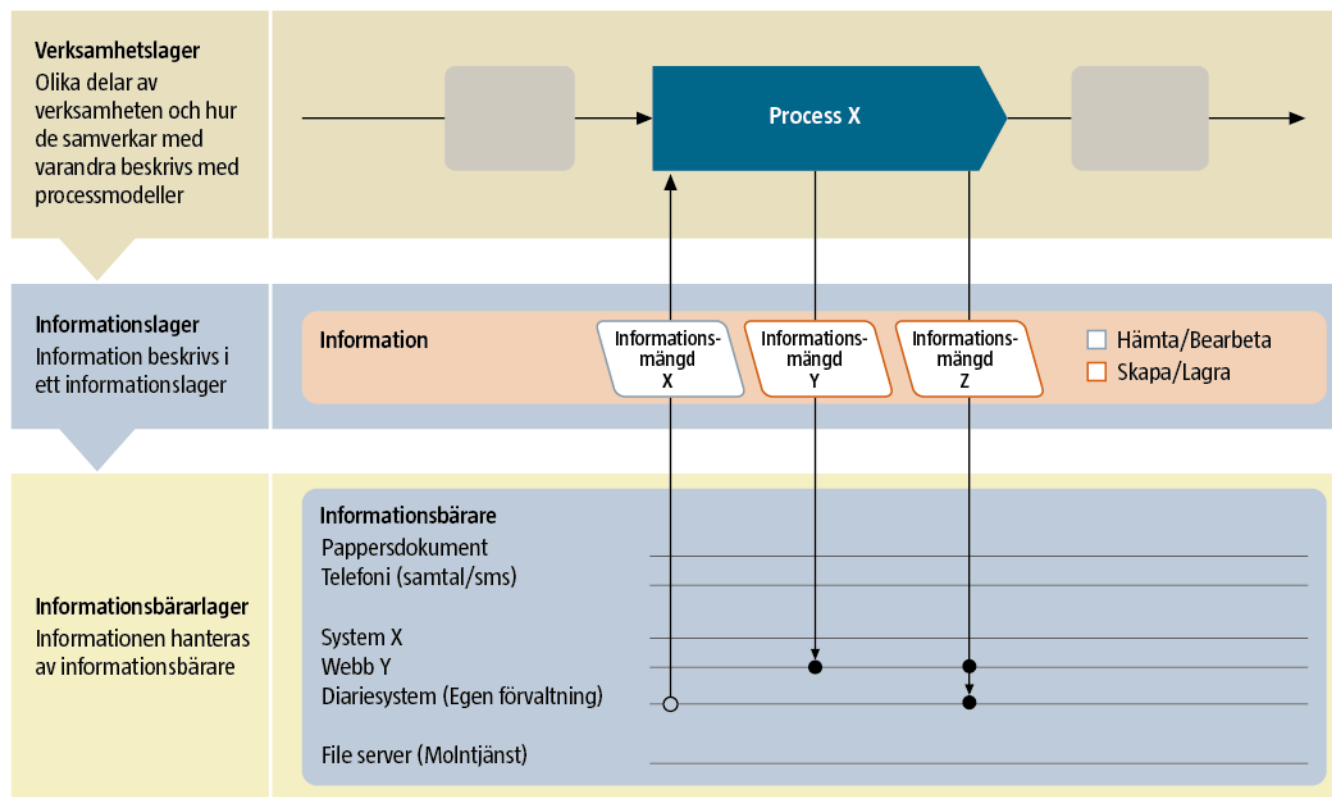 Verksamhetslager
Olika delar av
verksamheten och hur
de samverkar med
varandra beskrivs med
processmodeller
Process X
Informationslager
Information beskrivs i
ett informationslager
Information
Informations-
mängd
X
Informations-
mängd
Y
Informations-
mängd
Z
Hämta/Bearbeta
Skapa/Lagra
Informationsbärarlager
Informationen hanteras
av informationsbärare
Informationsbärare
Pappersdokument
Telefoni (samtal/sms)
System X
Webb Y
Diariesystem (Egen förvaltning)
File server (Molntjänst)